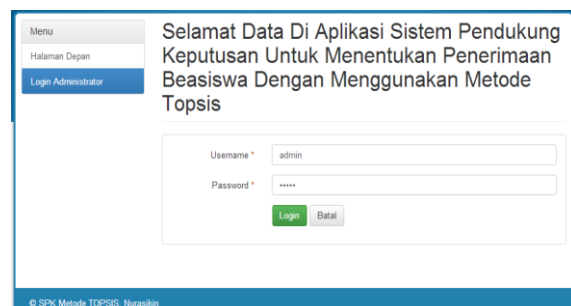 Menu
Halaman Depan
Login Administrator
Selamat Data Di Aplikasi Sistem Pendukung
Keputusan Untuk Menentukan Penerimaan
Beasiswa Dengan Menggunakan Metode
Topsis
Username *
admin
Password *
•••••
Login
Batal
© SPK Metode TOPSIS, Nurasikin